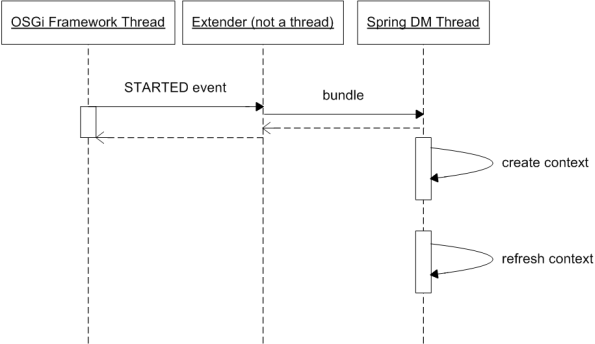 OSGi Framework Thread
Extender (not a thread)
Spring DM Thread
STARTED event
bundle
create context
refresh context